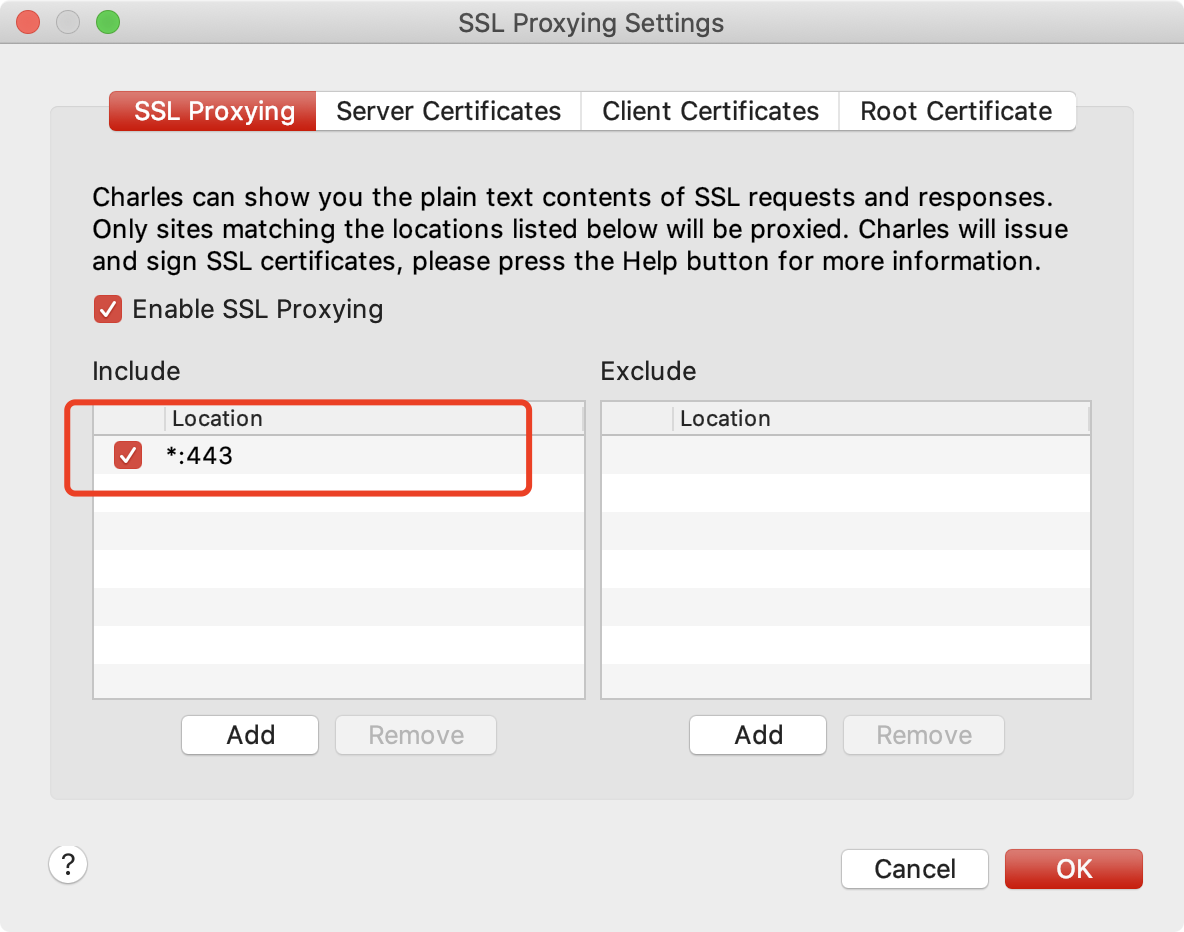 SSL Proxying Settings
SSL Proxying
Server Certificates
Client Certificates
Root Certificate
Charles can show you the plain text contents of SSL requests and responses.
Only sites matching the locations listed below will be proxied. Charles will issue
and sign SSL certificates, please press the Help button for more information.
Enable SSL Proxying
Include
Exclude
Location
Location
*:443
Add
Remove
Add
Remove
?
Cancel
OK